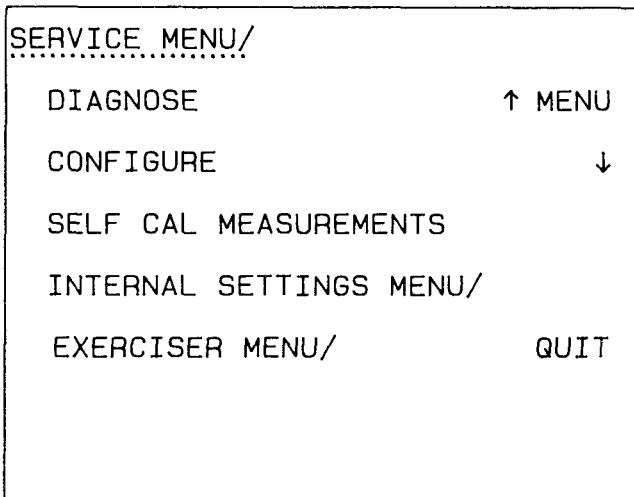 SERVICE MENU/
DIAGNOSE ↑ MENU
CONFIGURE ↓
SELF CAL MEASUREMENTS
INTERNAL SETTINGS MENU/
EXERCISER MENU/ QUIT